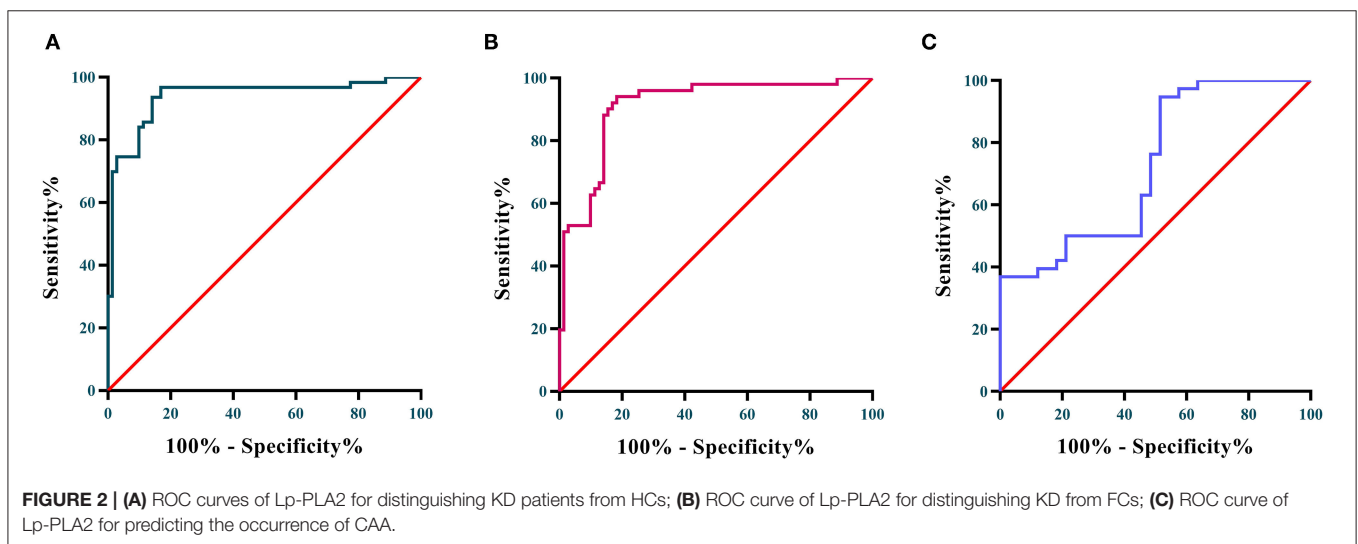 A
B
C
100
80
60
40
20
0
Sensitivity%
0 20 40 60 80 100
100% - Specificity%
100
80
60
40
20
0
Sensitivity%
0 20 40 60 80 100
100% - Specificity%
100
80
60
40
20
0
Sensitivity%
0 20 40 60 80 100
100% - Specificity%
FIGURE 2 | (A) ROC curves of Lp-PLA2 for distinguishing KD patients from HCs; (B) ROC curve of Lp-PLA2 for distinguishing KD from FCs; (C) ROC curve of
Lp-PLA2 for predicting the occurrence of CAA.